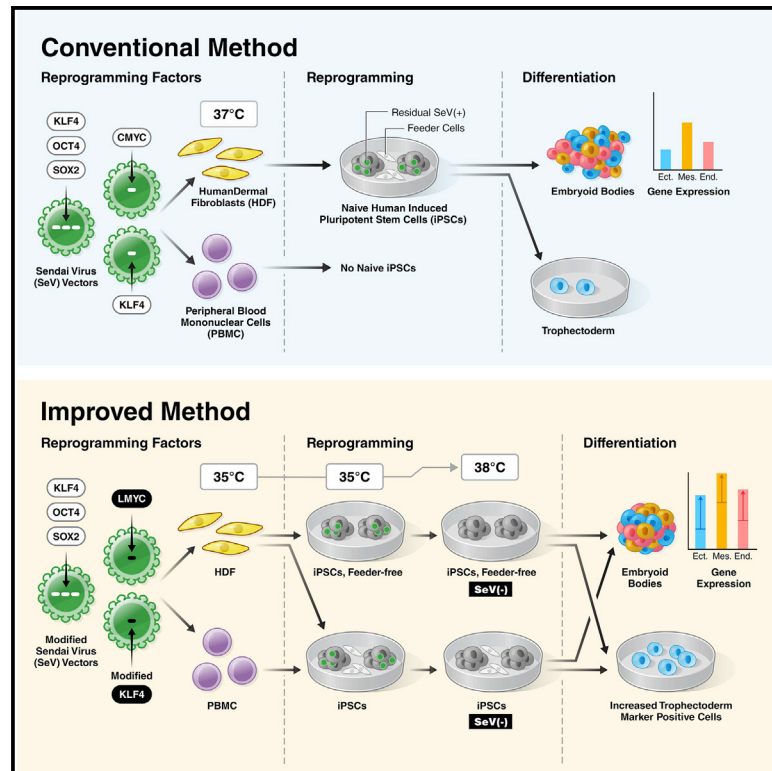 Conventional Method
Reprogramming Factors
Reprogramming
Differentiation
KLF4
OCT4
SOX2
CMYC
37°C
Sendai Virus
(SeV) Vectors
KLF4
HumanDermal
Fibroblasts (HDF)
Peripheral Blood
Mononuclear Cells
(PBMC)
Residual SeV(+)
Feeder Cells
Naive Human Induced
Pluripotent Stem Cells (iPSCs)
No Naive iPSCs
Embryoid Bodies
Ect. Mes. End.
Gene Expression
Trophectoderm
Improved Method
Reprogramming Factors
Reprogramming
Differentiation
KLF4
OCT4
SOX2
LMYC
35°C
35°C
38°C
Modified
Sendai Virus
(SeV) Vectors
Modified
KLF4
HDF
PBMC
iPSCs, Feeder-free
iPSCs, Feeder-free
SeV(-)
iPSCs
iPSCs
SeV(-)
Embryoid
Bodies
Ect. Mes. End.
Gene
Expression
Increased Trophectoderm
Marker Positive Cells